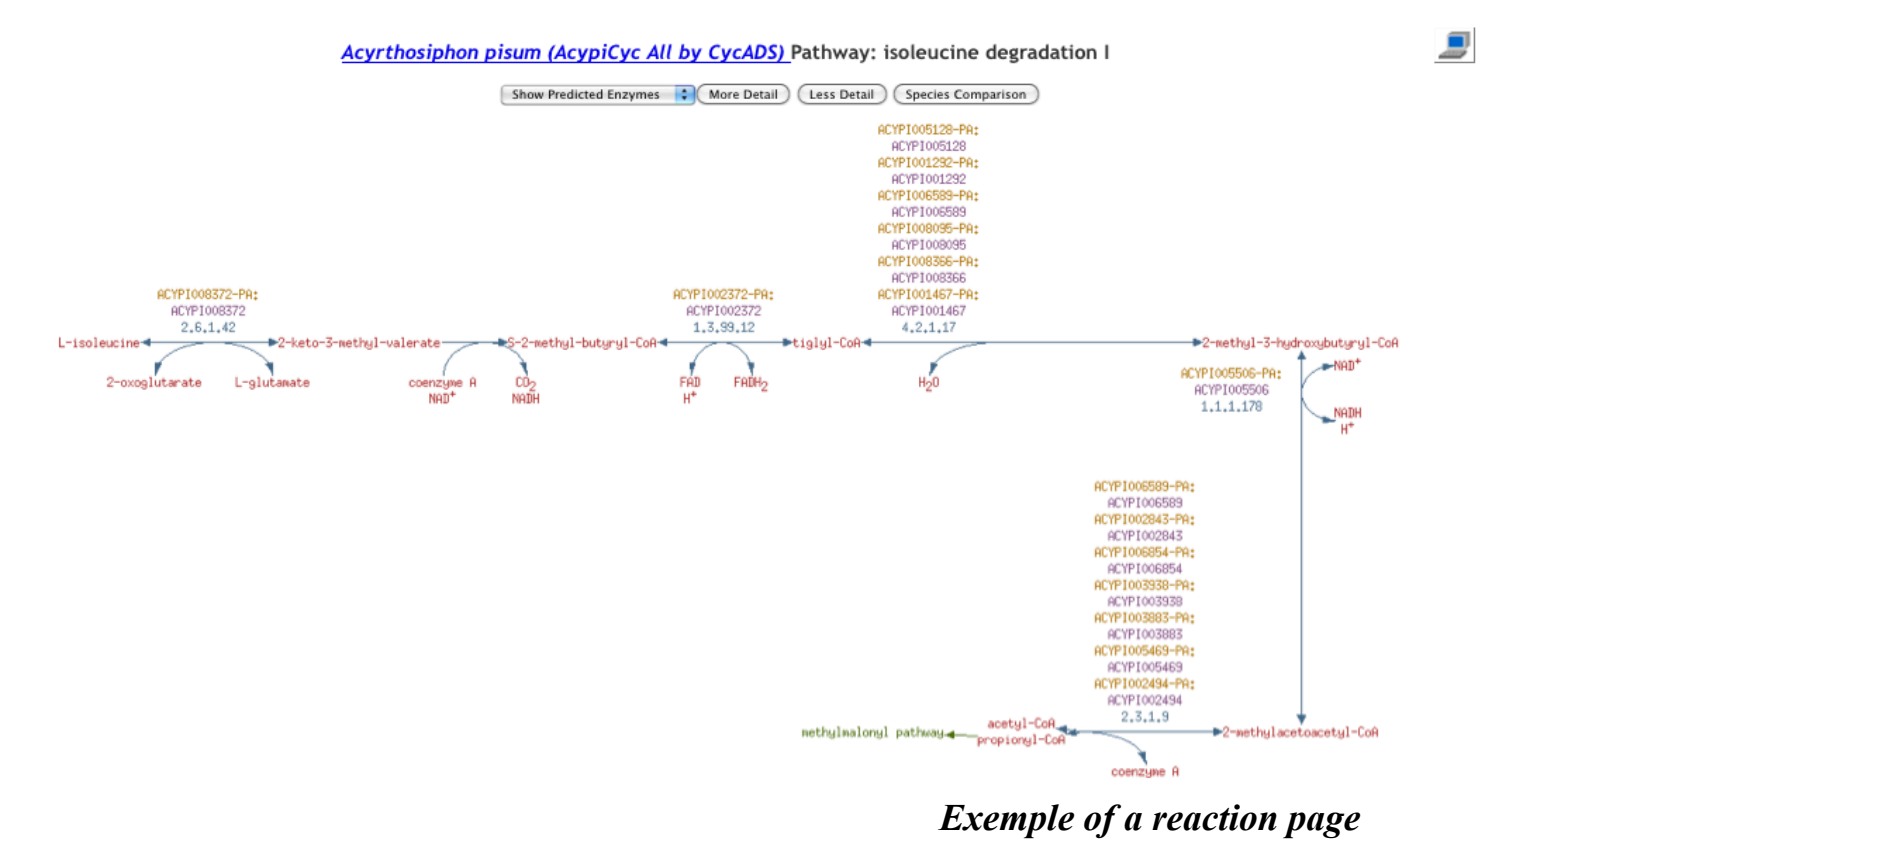 Acyrthosiphon pisum (AcypiCyc All by CycADS) Pathway: isoleucine degradation I
Show Predicted Enzymes More Detail Less Detail Species Comparison
ACYPI005128-PA:
ACYPI005128
ACYPI001292-PA:
ACYPI001292
ACYPI006589-PA:
ACYPI006589
ACYPI008095-PA:
ACYPI008095
ACYPI008366-PA:
ACYPI008366
ACYPI001467-PA:
ACYPI001467
4.2.1.17
ACYPI008372-PA:
ACYPI008372
2.6.1.42
ACYPI002372-PA:
ACYPI002372
1.3.99.12
L-isoleucine 2-keto-3-methyl-valerate S-2-methyl-butyryl-CoA tiglyl-CoA 2-methyl-3-hydroxybutyryl-CoA
2-oxoglutarate L-glutamate coenzyme A CO2 FAD FADH2 H2O
NAD+ NADH H+
ACYPI005506-PA:
ACYPI005506
1.1.1.178
NAD+
NADH
H+
ACYPI006589-PA:
ACYPI006589
ACYPI002843-PA:
ACYPI002843
ACYPI006854-PA:
ACYPI006854
ACYPI003938-PA:
ACYPI003938
ACYPI003883-PA:
ACYPI003883
ACYPI005469-PA:
ACYPI005469
ACYPI002494-PA:
ACYPI002494
2.3.1.9
methylmalonyl pathway
acetyl-CoA
propionyl-CoA
2-methylacetoacetyl-CoA
coenzyme A
Exemple of a reaction page